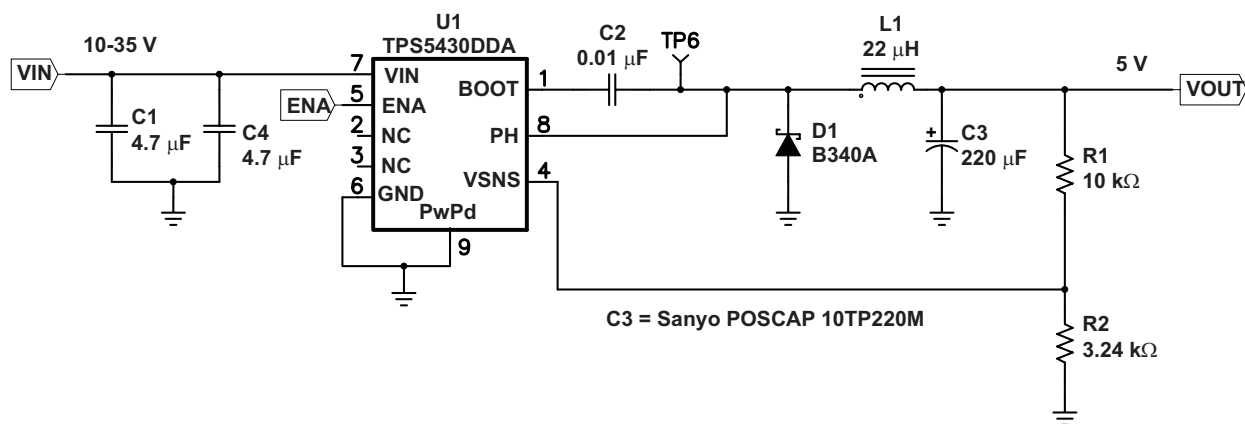 U1
TPS5430DDA
10-35 V
VIN
C1
4.7 μF
C4
4.7 μF
ENA
7
5
2
3
6
VIN
ENA
NC
NC
GND
BOOT
PH
VSNS
PwPd
1
8
4
9
C2
0.01 μF
TP6
L1
22 μH
5 V
VOUT
D1
B340A
+
C3
220 μF
R1
10 kΩ
C3 = Sanyo POSCAP 10TP220M
R2
3.24 kΩ